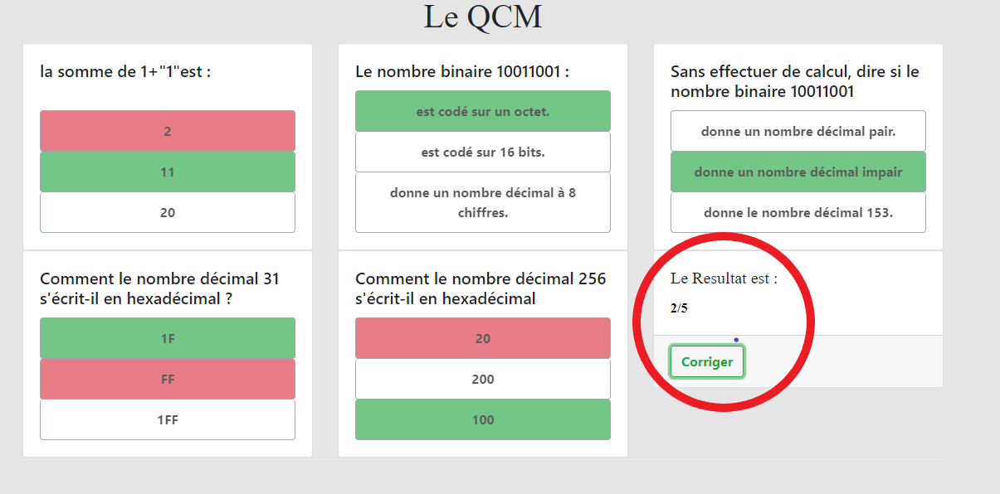 Le QCM
la somme de 1+"1"est :
2
11
20
Le nombre binaire 10011001 :
est codé sur un octet.
est codé sur 16 bits.
donne un nombre décimal à 8
chiffres.
Sans effectuer de calcul, dire si le
nombre binaire 10011001
donne un nombre décimal pair.
donne un nombre décimal impair
donne le nombre décimal 153.
Comment le nombre décimal 31
s'écrit-il en hexadécimal ?
1F
FF
1FF
Comment le nombre décimal 256
s'écrit-il en hexadécimal
20
200
100
Le Resultat est :
2/5
Corriger